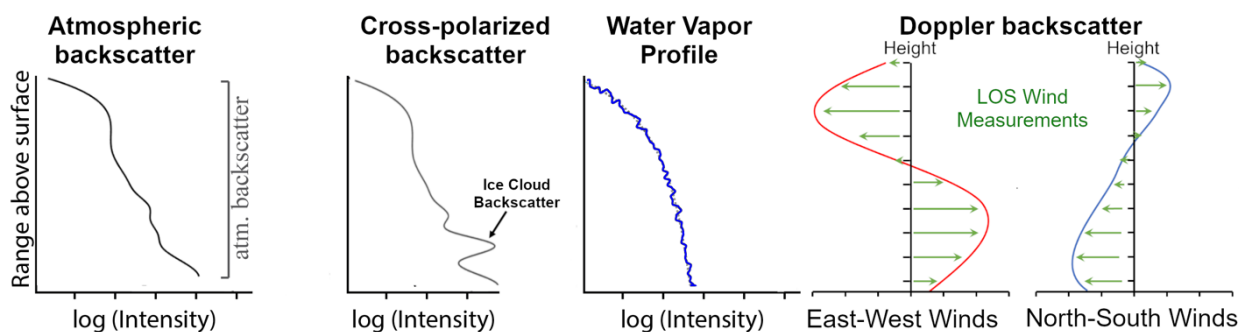 Atmospheric
backscatter
Range above surface
atm. backscatter
log (Intensity)
Cross-polarized
backscatter
Ice Cloud
Backscatter
log (Intensity)
Water Vapor
Profile
log (Intensity)
Doppler backscatter
Height
Height
LOS Wind
Measurements
East-West Winds
North-South Winds